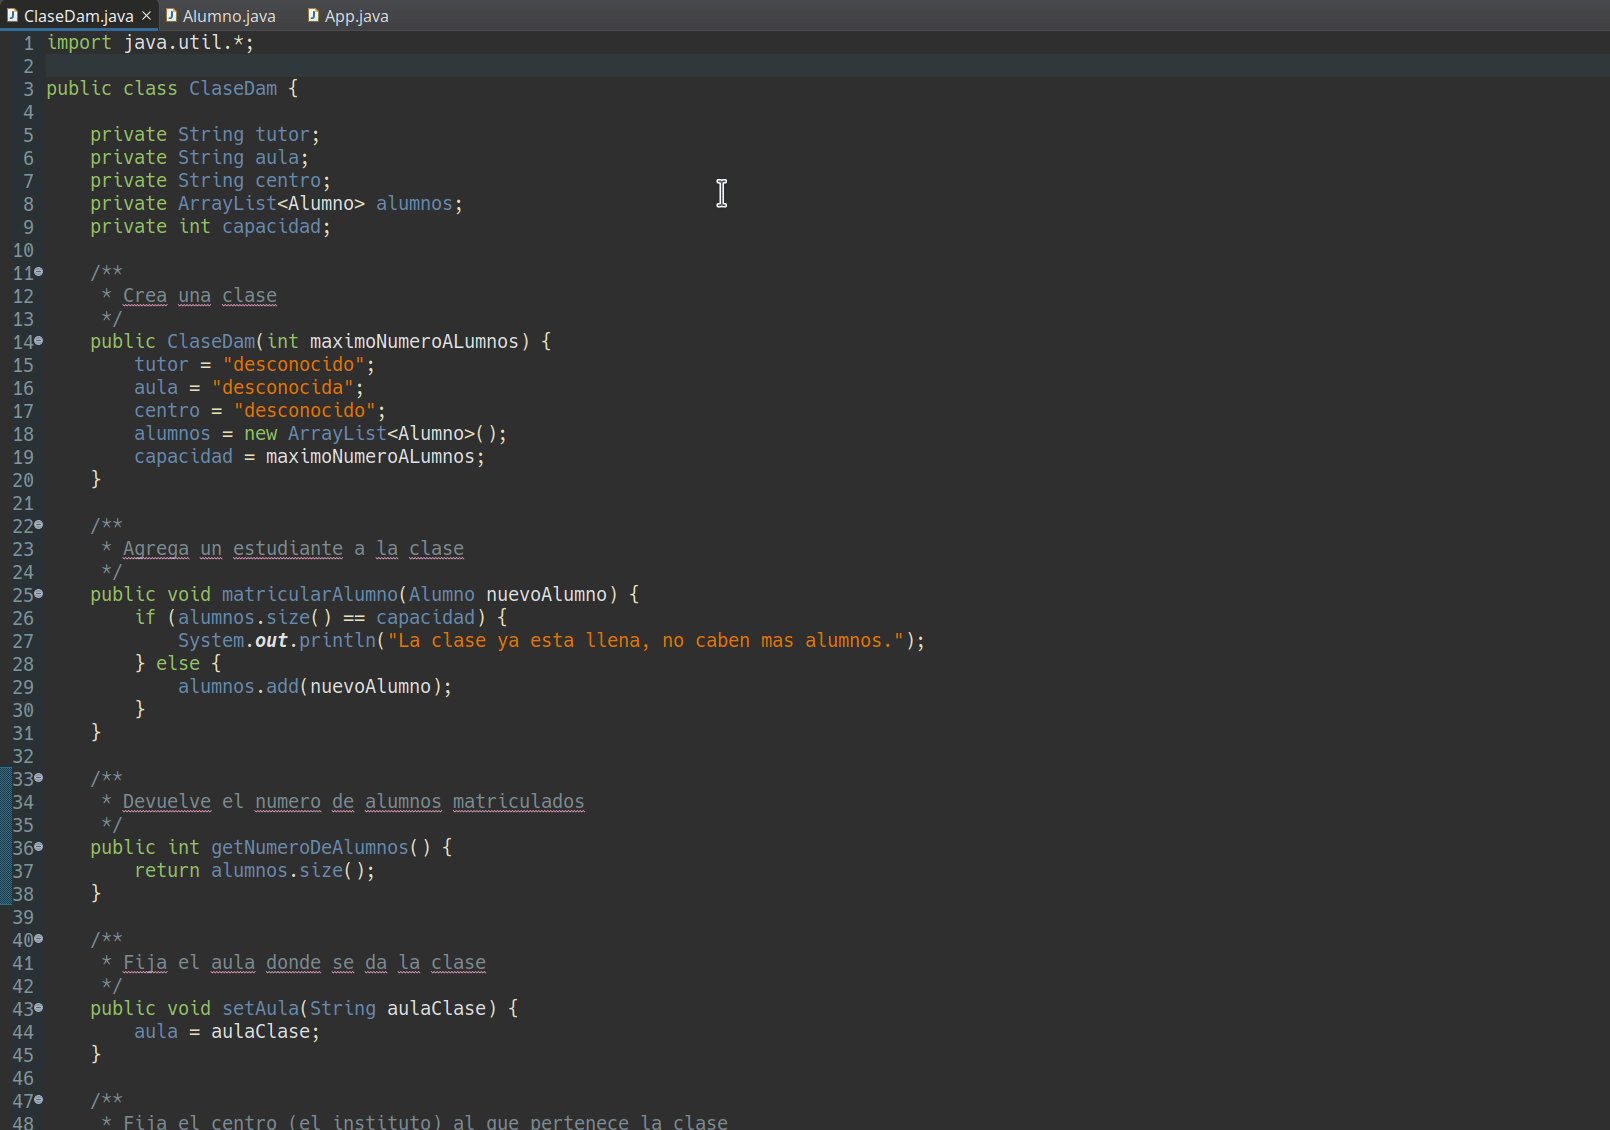 ClaseDam.java Alumno.java App.java
1 import java.util.*;
2
3 public class ClaseDam {
4
5     private String tutor;
6     private String aula;
7     private String centro;
8     private ArrayList<Alumno> alumnos;
9     private int capacidad;
10
11     /**
12      * Crea una clase
13      */
14     public ClaseDam(int maximoNumeroALumnos) {
15         tutor = "desconocido";
16         aula = "desconocida";
17         centro = "desconocido";
18         alumnos = new ArrayList<Alumno>();
19         capacidad = maximoNumeroALumnos;
20     }
21
22     /**
23      * Agrega un estudiante a la clase
24      */
25     public void matricularAlumno(Alumno nuevoAlumno) {
26         if (alumnos.size() == capacidad) {
27             System.out.println("La clase ya esta llena, no caben mas alumnos.");
28         } else {
29             alumnos.add(nuevoAlumno);
30         }
31     }
32
33     /**
34      * Devuelve el numero de alumnos matriculados
35      */
36     public int getNumeroDeAlumnos() {
37         return alumnos.size();
38     }
39
40     /**
41      * Fija el aula donde se da la clase
42      */
43     public void setAula(String aulaClase) {
44         aula = aulaClase;
45     }
46
47     /**
48      * Fija el centro (el instituto) al que pertenece la clase